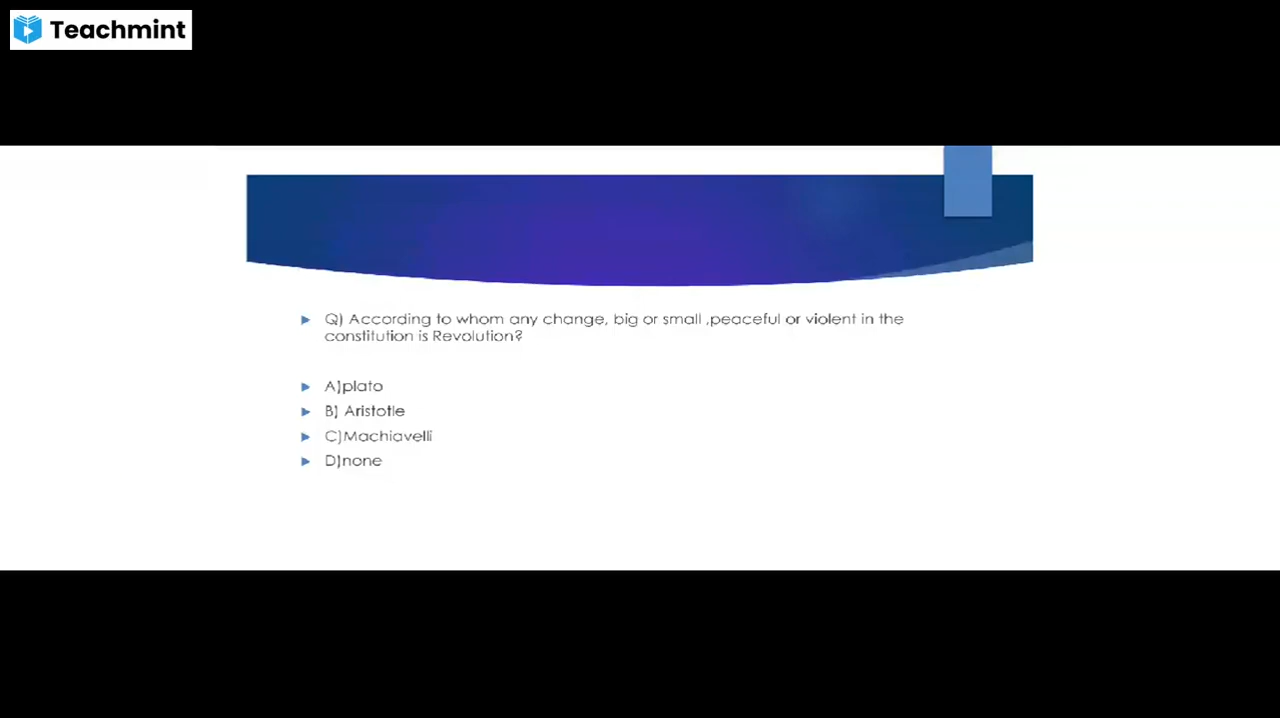 Teachmint
Q) According to whom any change, big or small ,peaceful or violent in the
constitution is Revolution?
A)plato
B) Aristotle
C)Machiavelli
D)none